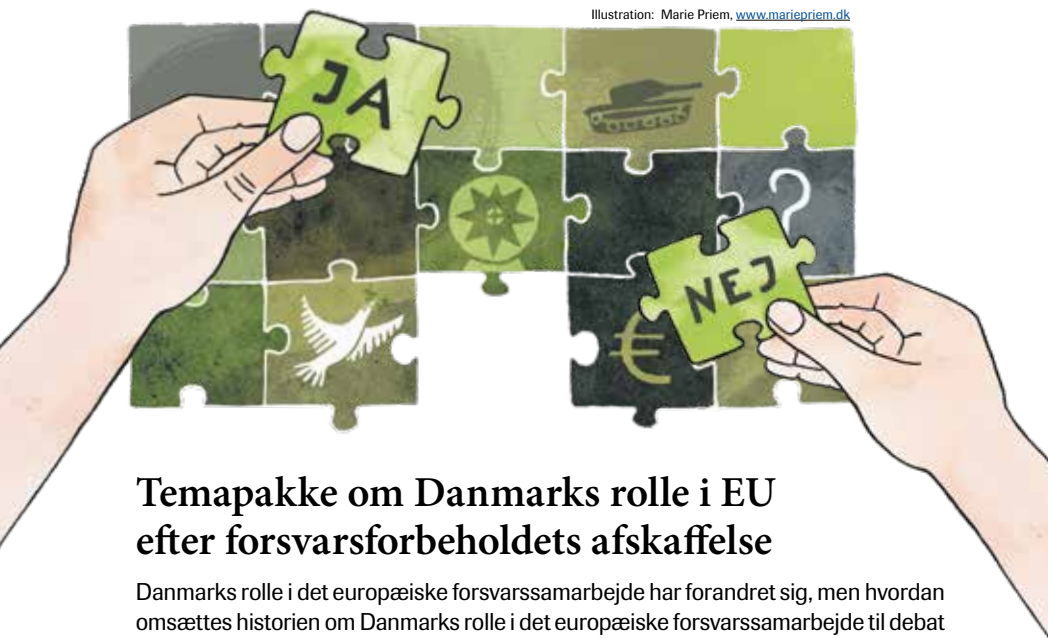 Illustration: Marie Priem, www.mariepriem.dk
JA
?
NEJ
€
Temapakke om Danmarks rolle i EU
efter forsvarsforbeholdets afskaffelse
Danmarks rolle i det europæiske forsvarssamarbejde har forandret sig, men hvordan
omsættes historien om Danmarks rolle i det europæiske forsvarssamarbejde til debat